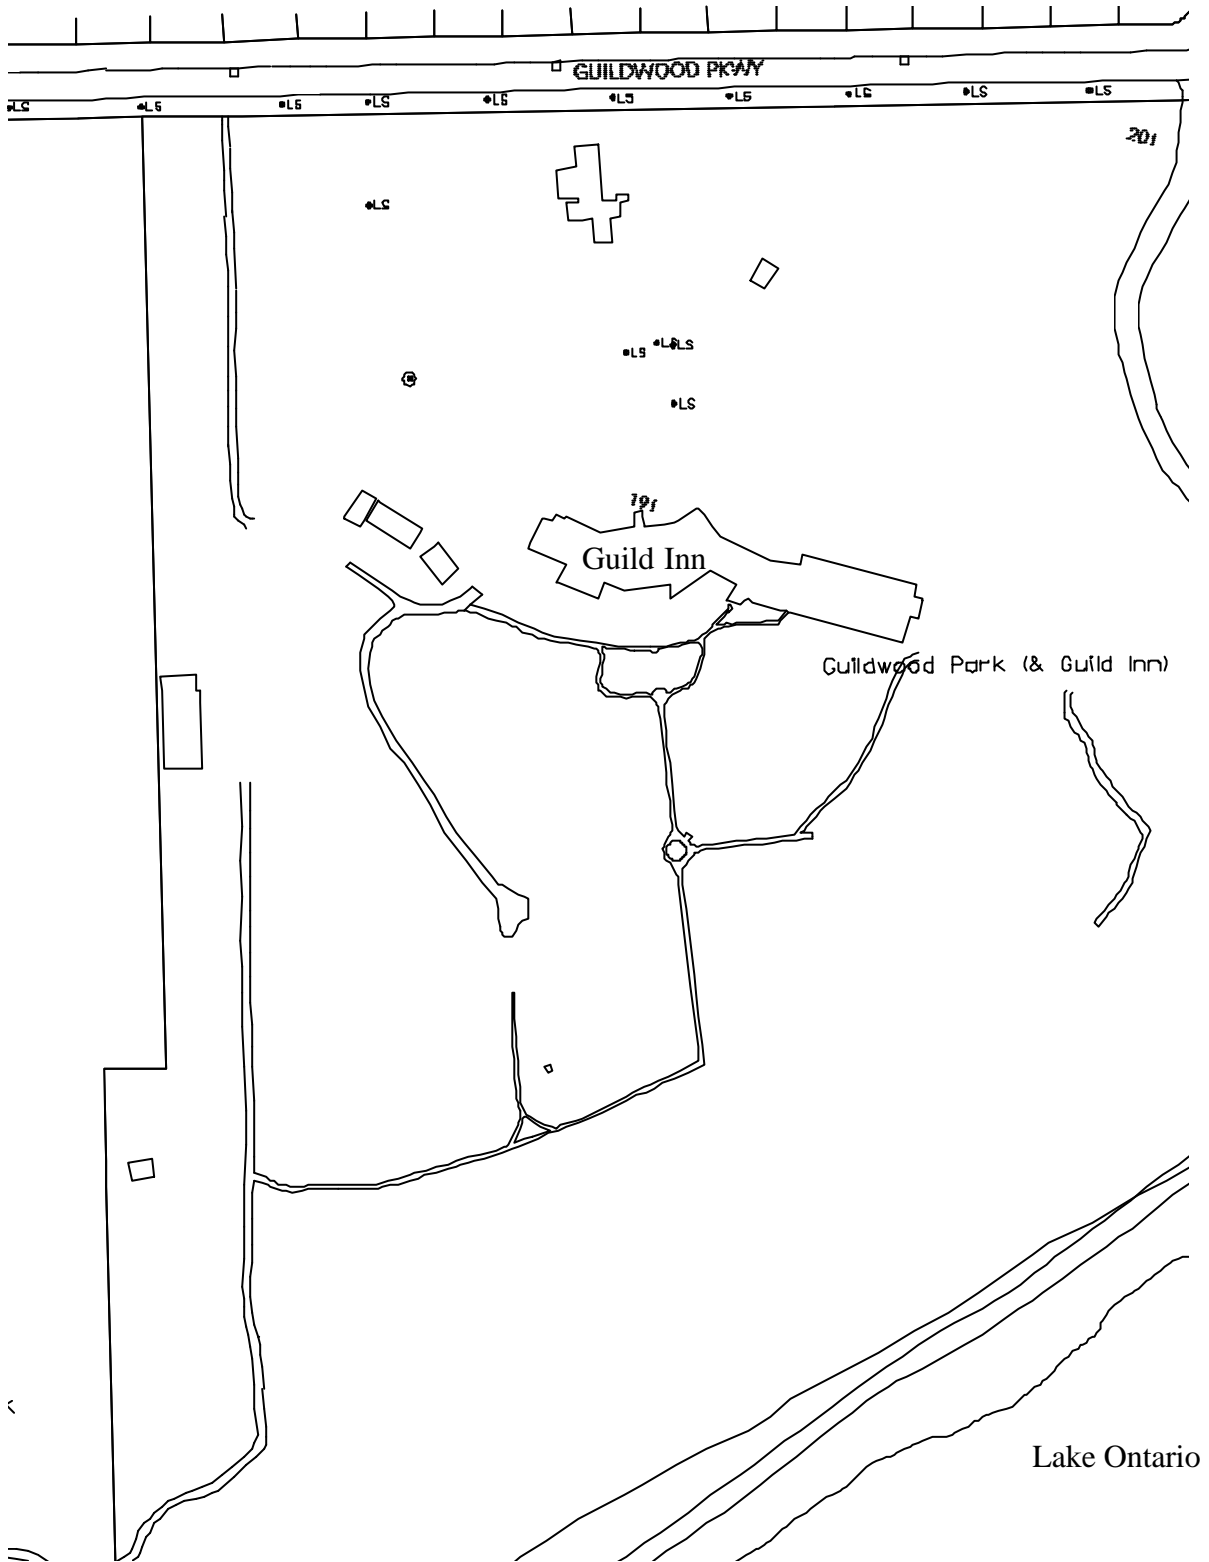 GUILDWOOD PKWY
LS LS LS LS LS LS LS LS LS LS
201
LS
LS LS LS
LS
191
Guild Inn
Guildwood Park (& Guild Inn)
Lake Ontario